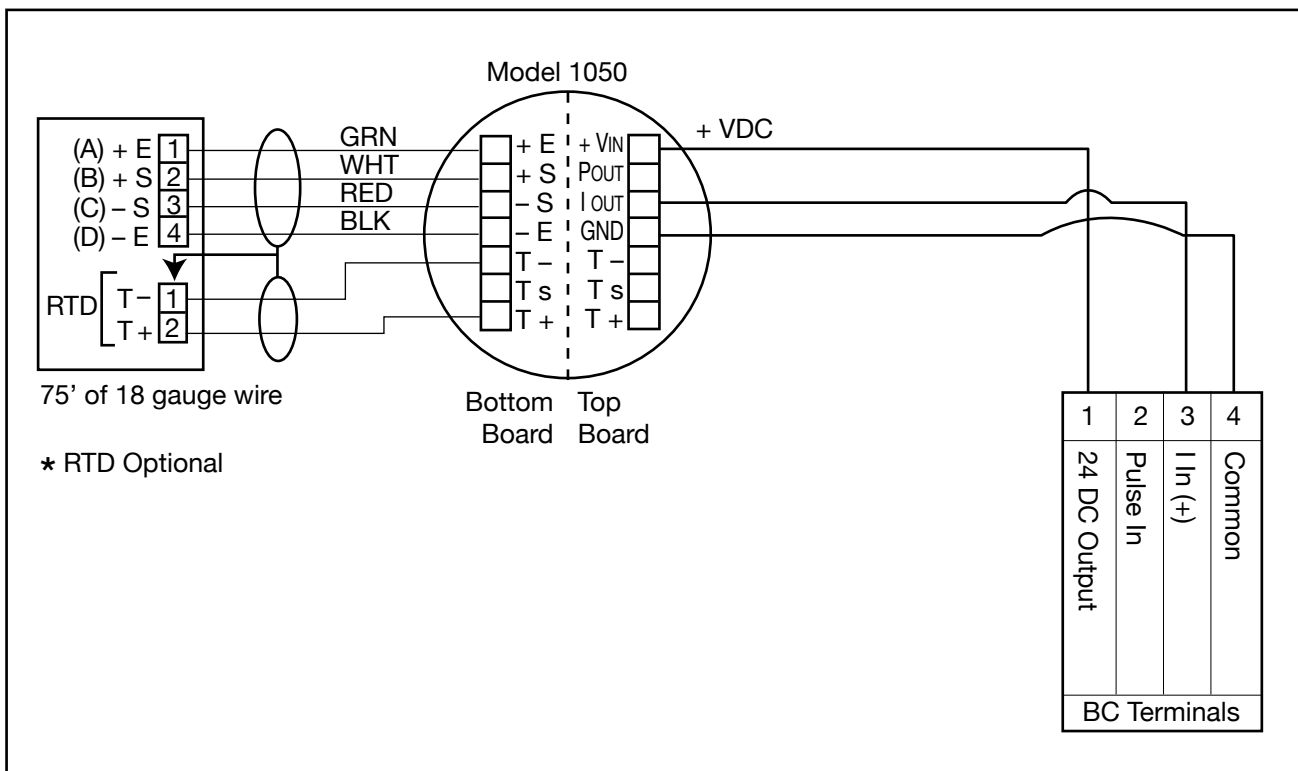 Model 1050
(A) + E 1
(B) + S 2
(C) – S 3
(D) – E 4
RTD
T – 1
T + 2
GRN
WHT
RED
BLK
+ E
+ S
– S
– E
T –
T s
T +
+ VIN
POUT
I OUT
GND
T –
T s
T +
+ VDC
Bottom
Board
Top
Board
75’ of 18 gauge wire
* RTD Optional
1 2 3 4
24 DC Output
Pulse In
I In (+)
Common
BC Terminals